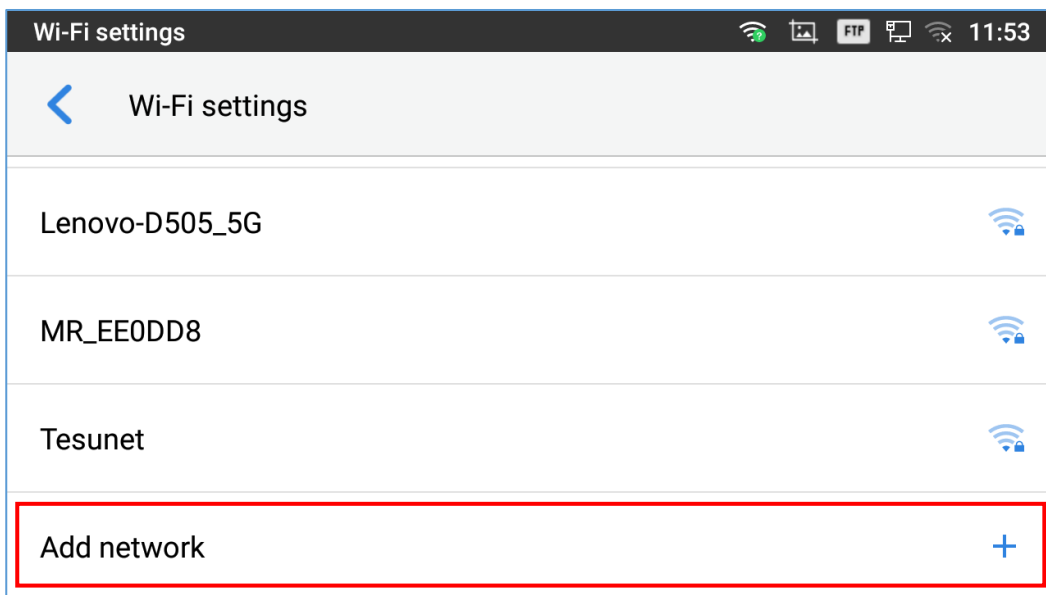 Wi-Fi settings FTP 11:53
Wi-Fi settings
Lenovo-D505_5G
MR_EE0DD8
Tesunet
Add network